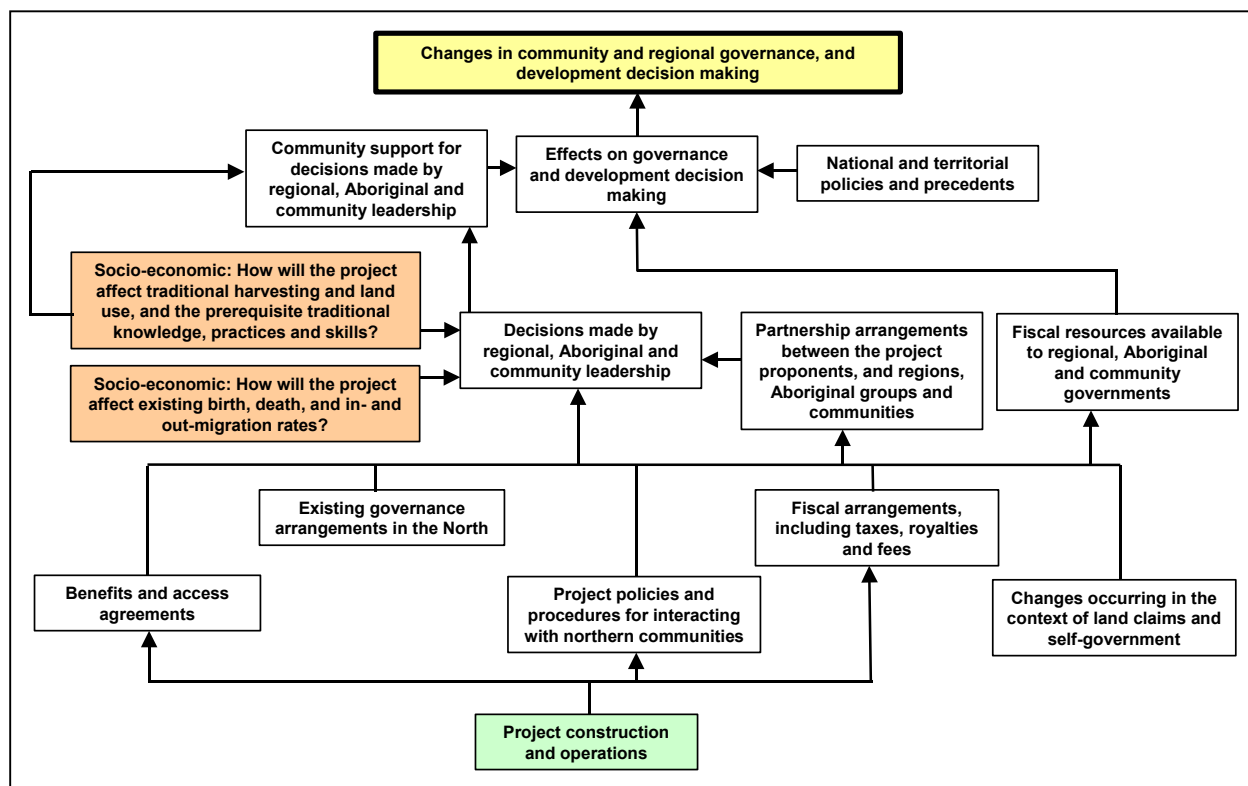 Changes in community and regional governance, and
development decision making
Community support for
decisions made by
regional, Aboriginal and
community leadership
Effects on governance
and development decision
making
National and territorial
policies and precedents
Socio-economic: How will the project
affect traditional harvesting and land
use, and the prerequisite traditional
knowledge, practices and skills?
Decisions made by
regional, Aboriginal and
community leadership
Partnership arrangements
between the project
proponents, and regions,
Aboriginal groups and
communities
Fiscal resources available
to regional, Aboriginal
and community
governments
Socio-economic: How will the project
affect existing birth, death, and in- and
out-migration rates?
Existing governance
arrangements in the North
Fiscal arrangements,
including taxes, royalties
and fees
Benefits and access
agreements
Project policies and
procedures for interacting
with northern communities
Changes occurring in the
context of land claims and
self-government
Project construction
and operations